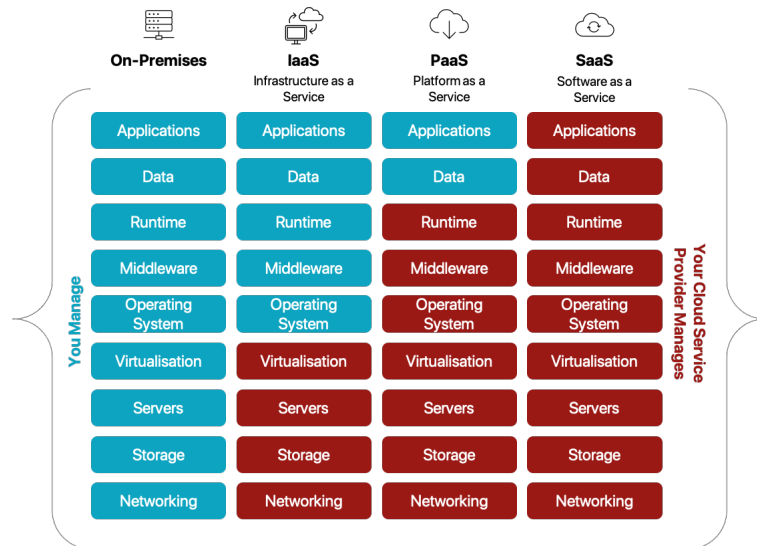 On-Premises
IaaS
PaaS
SaaS
Infrastructure as a
Service
Platform as a
Service
Software as a
Service
Applications
Applications
Applications
Applications
Data
Data
Data
Data
Runtime
Runtime
Runtime
Runtime
Middleware
Middleware
Middleware
Middleware
Operating
System
Operating
System
Operating
System
Operating
System
Virtualisation
Virtualisation
Virtualisation
Virtualisation
Servers
Servers
Servers
Servers
Storage
Storage
Storage
Storage
Networking
Networking
Networking
Networking
You Manage
Your Cloud Service
Provider Manages